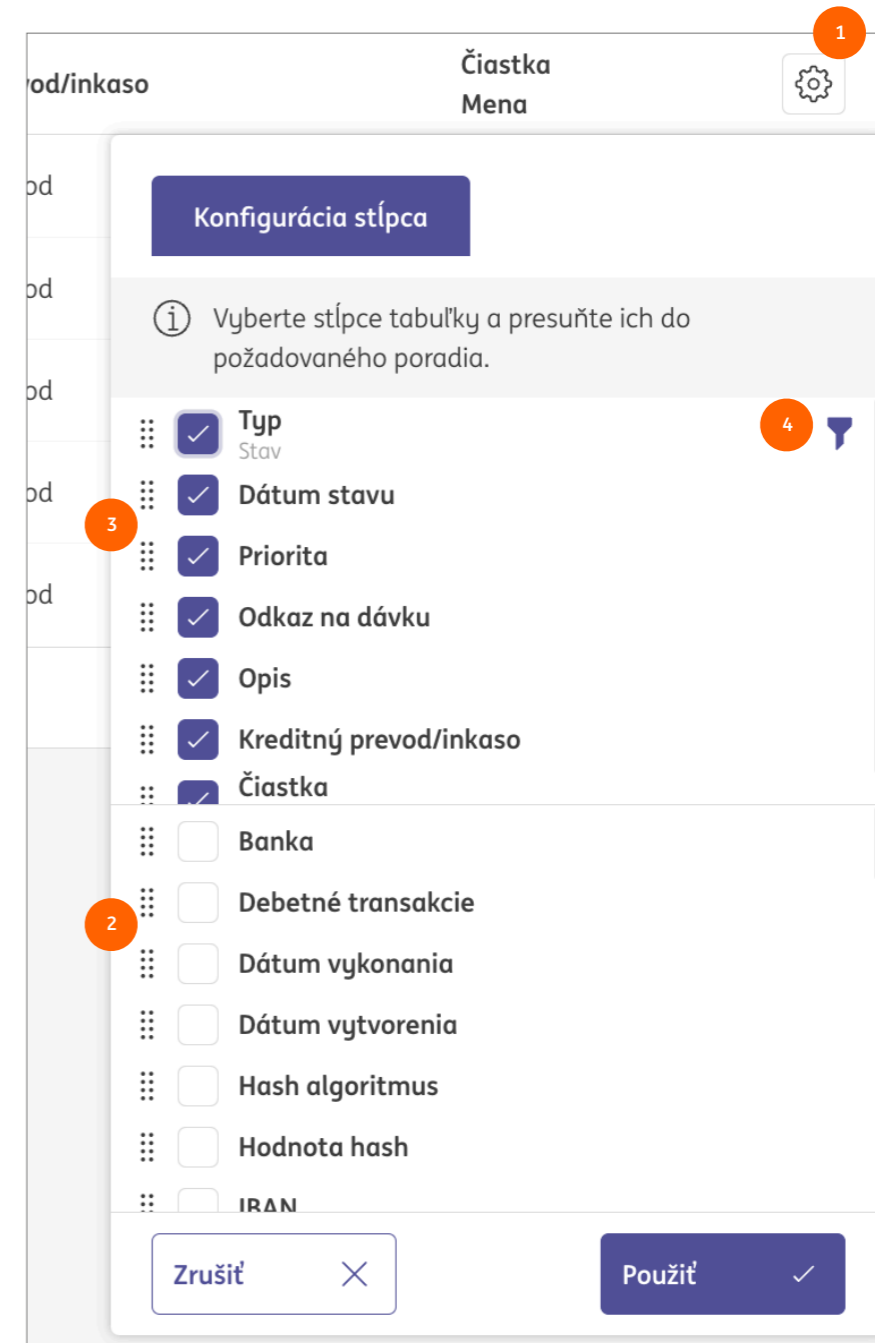 1
vod/inkaso
Čiastka
Mena
od
od
od
od
od
Konfigurácia stĺpca
Vyberte stĺpce tabuľky a presuňte ich do
požadovaného poradia.
Typ
Stav
4
Dátum stavu
3
Priorita
Odkaz na dávku
Opis
Kreditný prevod/inkaso
Čiastka
Banka
Debetné transakcie
2
Dátum vykonania
Dátum vytvorenia
Hash algoritmus
Hodnota hash
IBAN
Zrušiť
Použiť